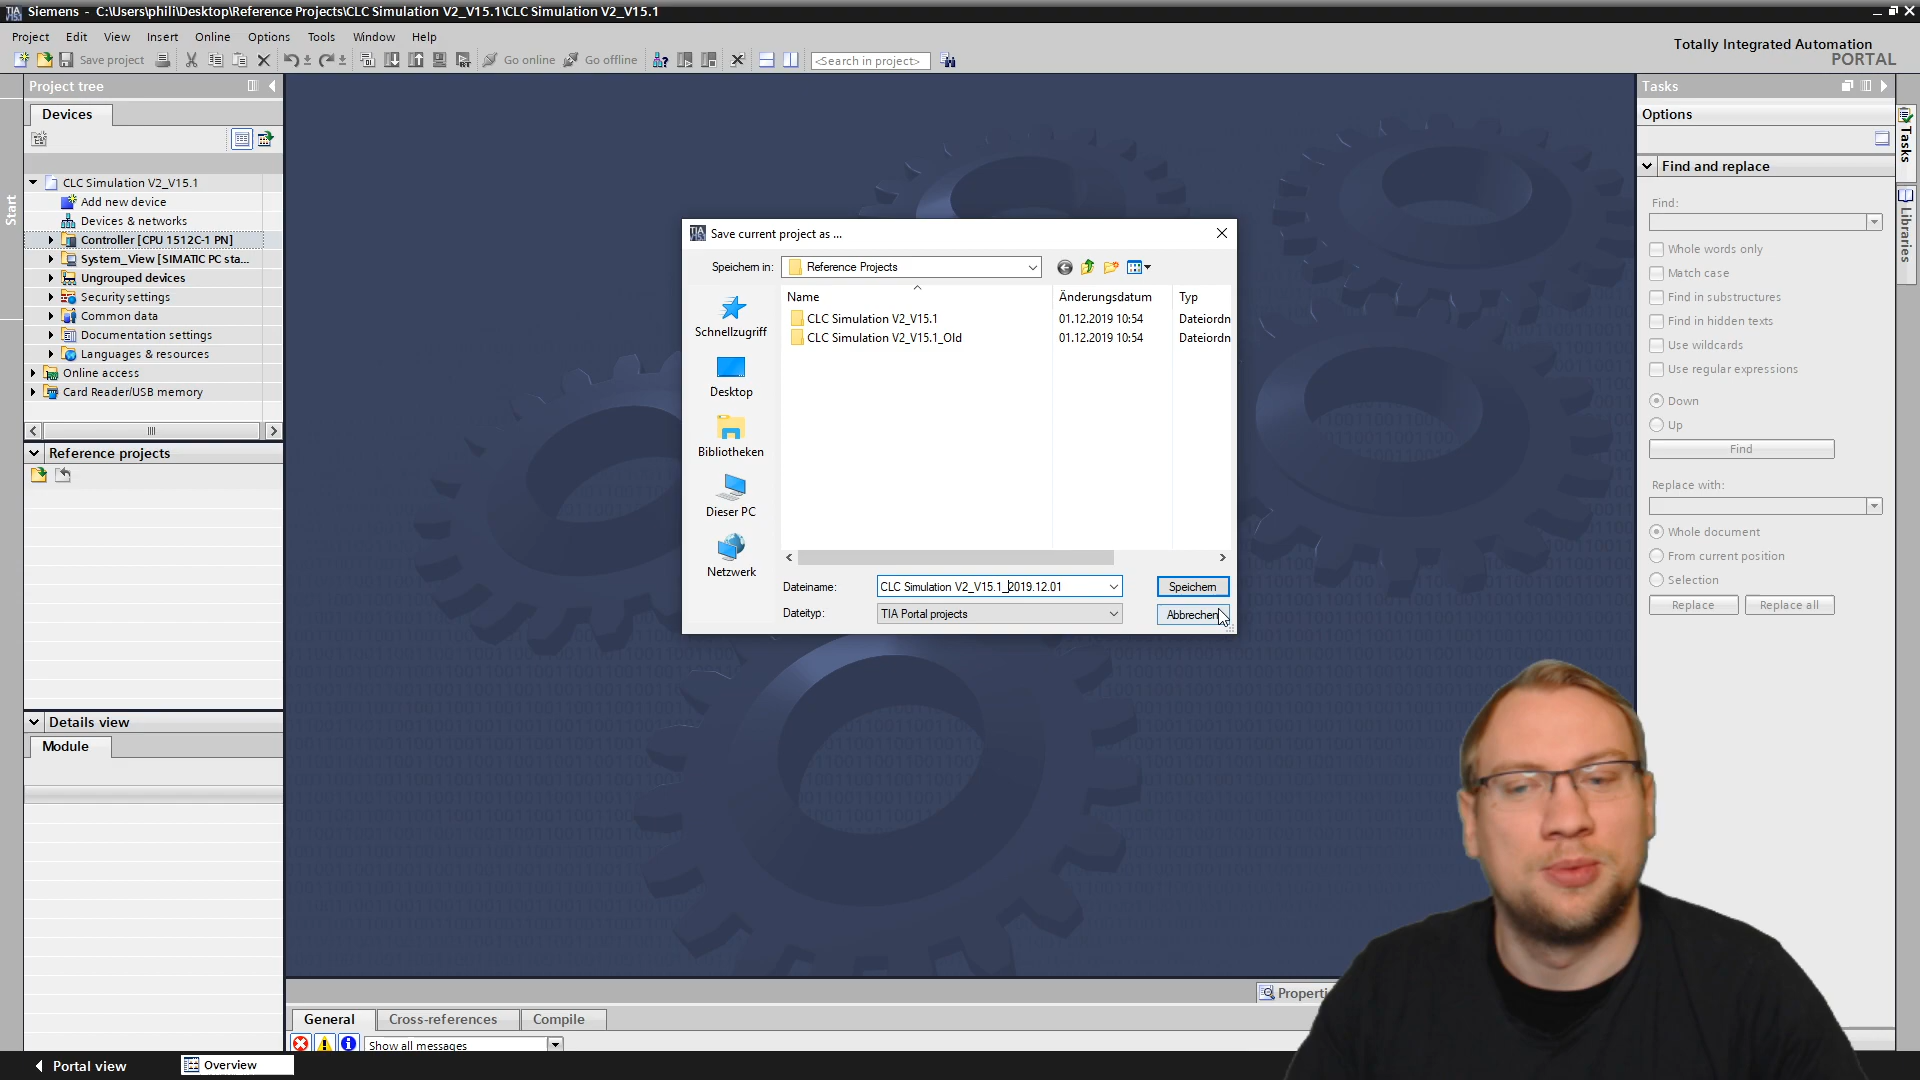 Siemens - C:\Users\phili\Desktop\Reference Projects\CLC Simulation V2_V15.1\CLC Simulation V2_V15.1
Project Edit View Insert Online Options Tools Window Help
Totally Integrated Automation
PORTAL
Save project
Go online
Go offline
<Search in project>
Project tree
Devices
Start
CLC Simulation V2_V15.1
Add new device
Devices & networks
Controller [CPU 1512C-1 PN]
System_View [SIMATIC PC sta...
Ungrouped devices
Security settings
Common data
Documentation settings
Languages & resources
Online access
Card Reader/USB memory
Reference projects
Details view
Module
Save current project as ...
Speichern in:
Reference Projects
Name
Änderungsdatum
Typ
CLC Simulation V2_V15.1
01.12.2019 10:54
Dateiordn
CLC Simulation V2_V15.1_Old
01.12.2019 10:54
Dateiordn
Schnellzugriff
Desktop
Bibliotheken
Dieser PC
Netzwerk
Dateiname:
CLC Simulation V2_V15.1_2019.12.01
Speichern
Dateityp:
TIA Portal projects
Abbrechen
Tasks
Options
Find and replace
Find:
Whole words only
Match case
Find in substructures
Find in hidden texts
Use wildcards
Use regular expressions
Down
Up
Find
Replace with:
Whole document
From current position
Selection
Replace
Replace all
Tasks
Libraries
Properti
General
Cross-references
Compile
Show all messages
Portal view
Overview